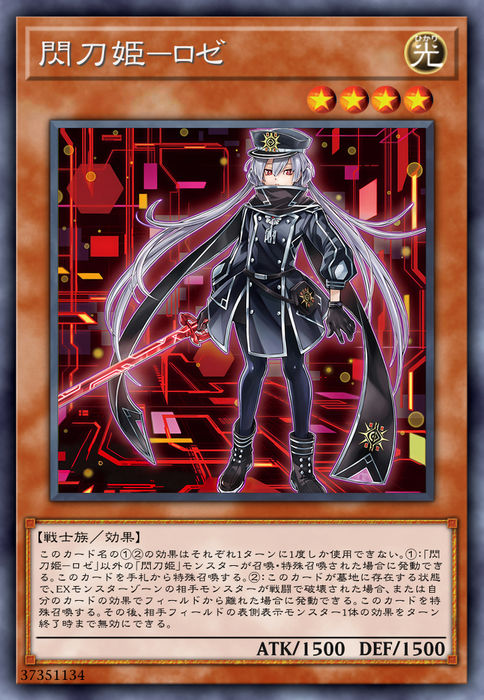 閃刀姫－ロゼ
ひかり
光
【戦士族／効果】
このカード名の①②の効果はそれぞれ1ターンに1度しか使用できない。①：「閃
刀姫－ロゼ」以外の「閃刀姫」モンスターが召喚・特殊召喚された場合に発動でき
る。このカードを手札から特殊召喚する。②：このカードが墓地に存在する状態
で、EXモンスターゾーンの相手モンスターが戦闘で破壊された場合、または自
分のカードの効果でフィールドから離れた場合に発動できる。このカードを特
殊召喚する。その後、相手フィールドの表側表示モンスター1体の効果をターン
終了時まで無効にできる。
ATK/1500 DEF/1500
37351134